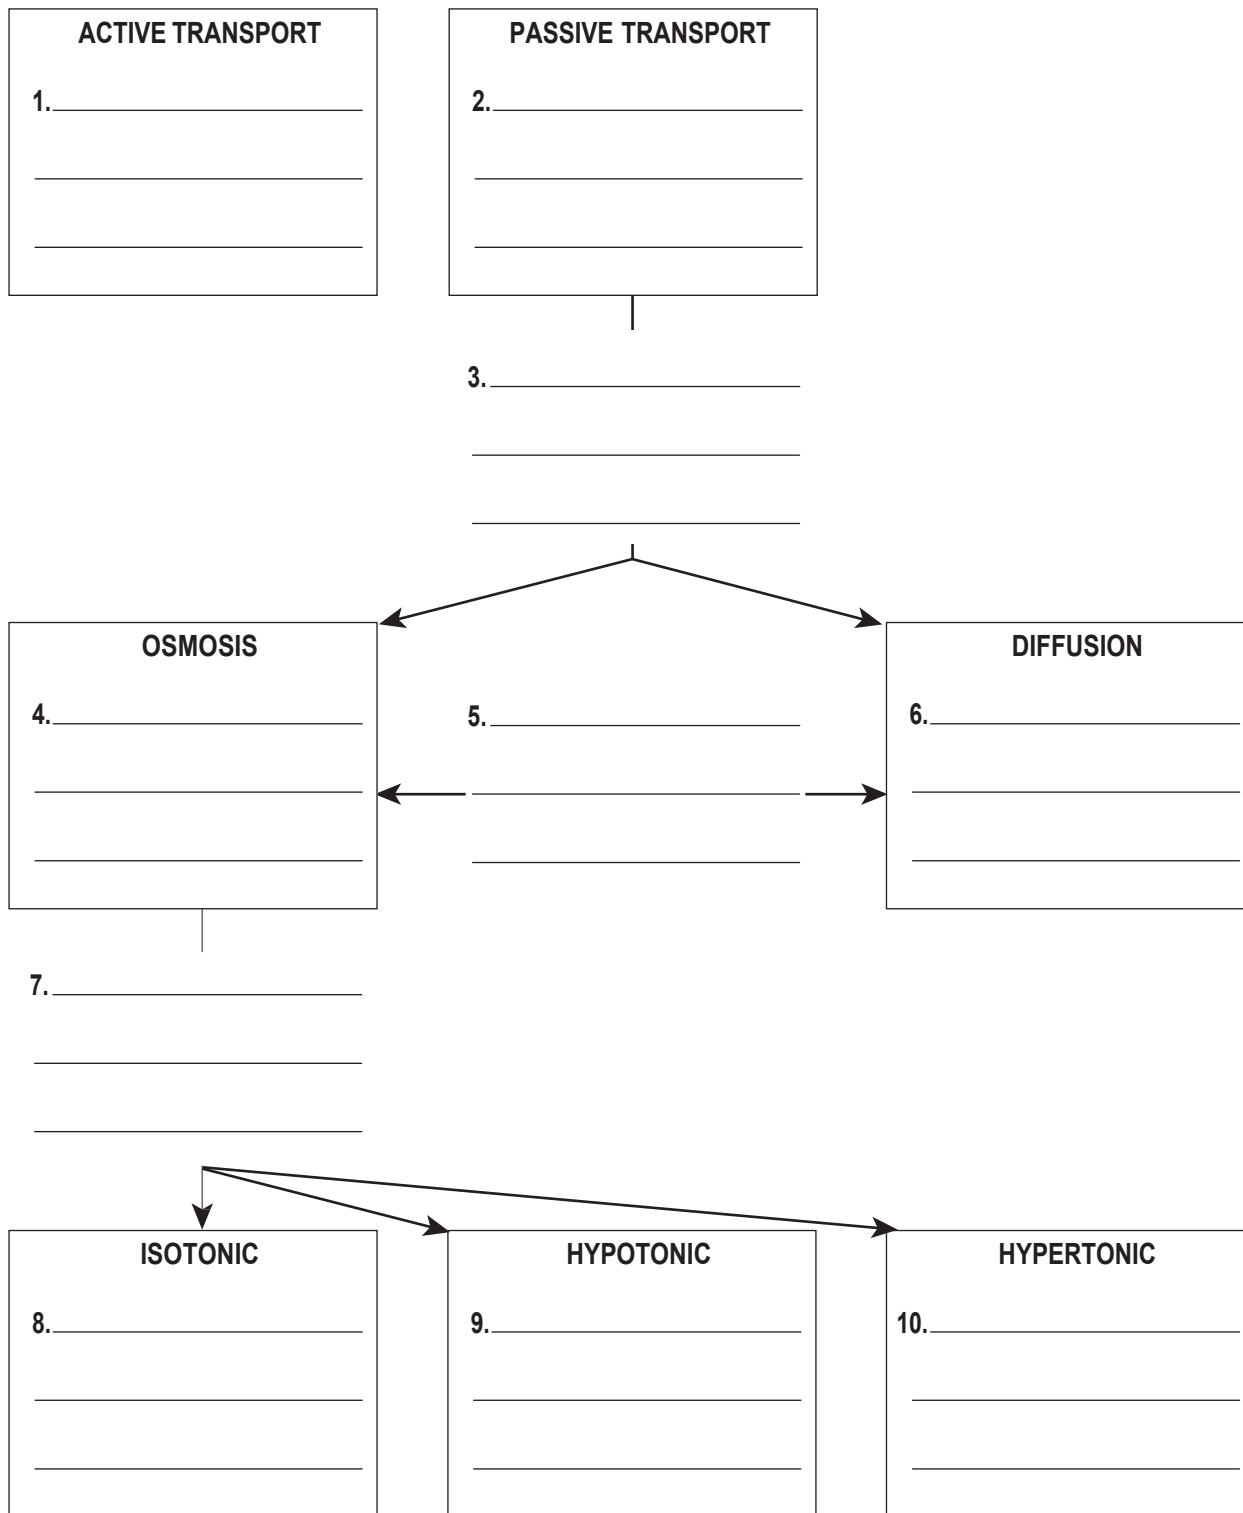 ACTIVE TRANSPORT
PASSIVE TRANSPORT
1.
2.
3.
OSMOSIS
DIFFUSION
4.
5.
6.
7.
ISOTONIC
HYPOTONIC
HYPERTONIC
8.
9.
10.